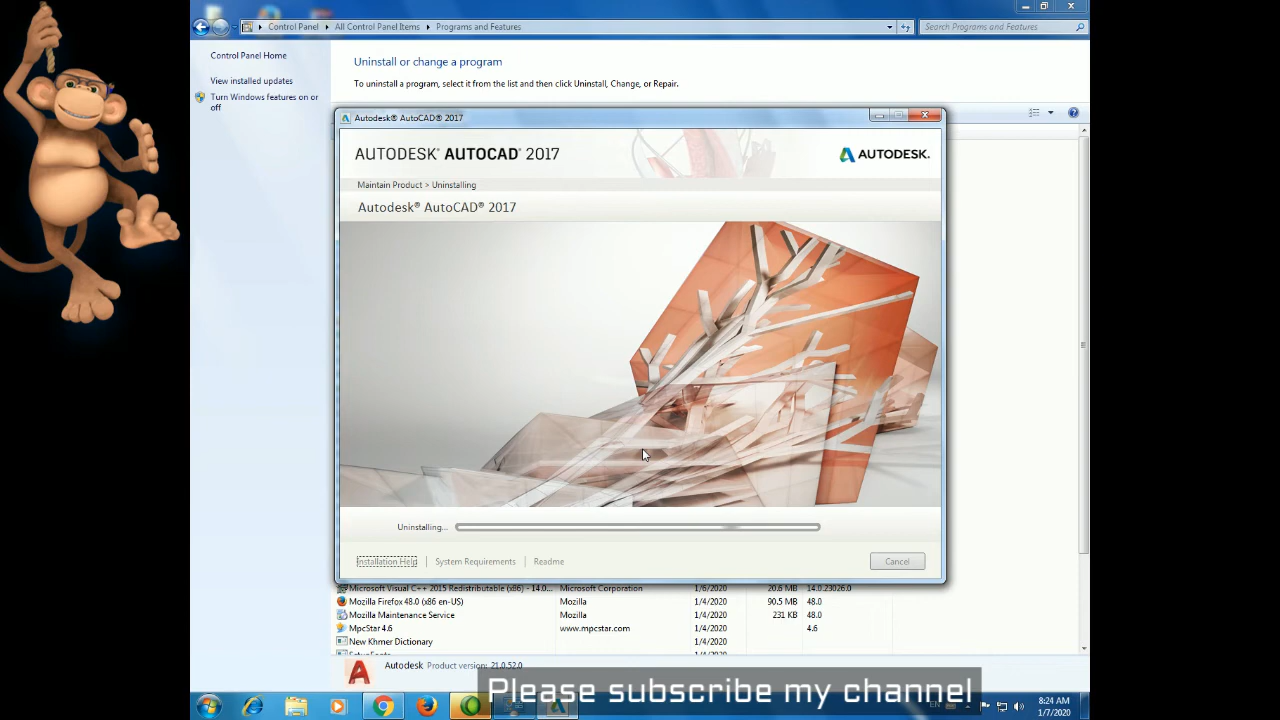 Control Panel
All Control Panel Items
Programs and Features
Search Programs and Features
Control Panel Home
View installed updates
Turn Windows features on or
off
Uninstall or change a program
To uninstall a program, select it from the list and then click Uninstall, Change, or Repair.
Autodesk® AutoCAD® 2017
AUTODESK® AUTOCAD® 2017
AUTODESK.
Maintain Product > Uninstalling
Autodesk® AutoCAD® 2017
Uninstalling...
Installation Help | System Requirements | Readme
Cancel
Microsoft Visual C++ 2015 Redistributable (x86) - 14.0... Microsoft Corporation 1/6/2020 20.6 MB 14.0.23026.0
Mozilla Firefox 48.0 (x86 en-US) Mozilla 1/4/2020 90.5 MB 48.0
Mozilla Maintenance Service Mozilla 1/4/2020 231 KB 48.0
MpcStar 4.6 www.mpcstar.com 1/4/2020 4.6
New Khmer Dictionary 1/4/2020
Autodesk Product version: 21.0.52.0
Please subscribe my channel
EN
8:24 AM
1/7/2020